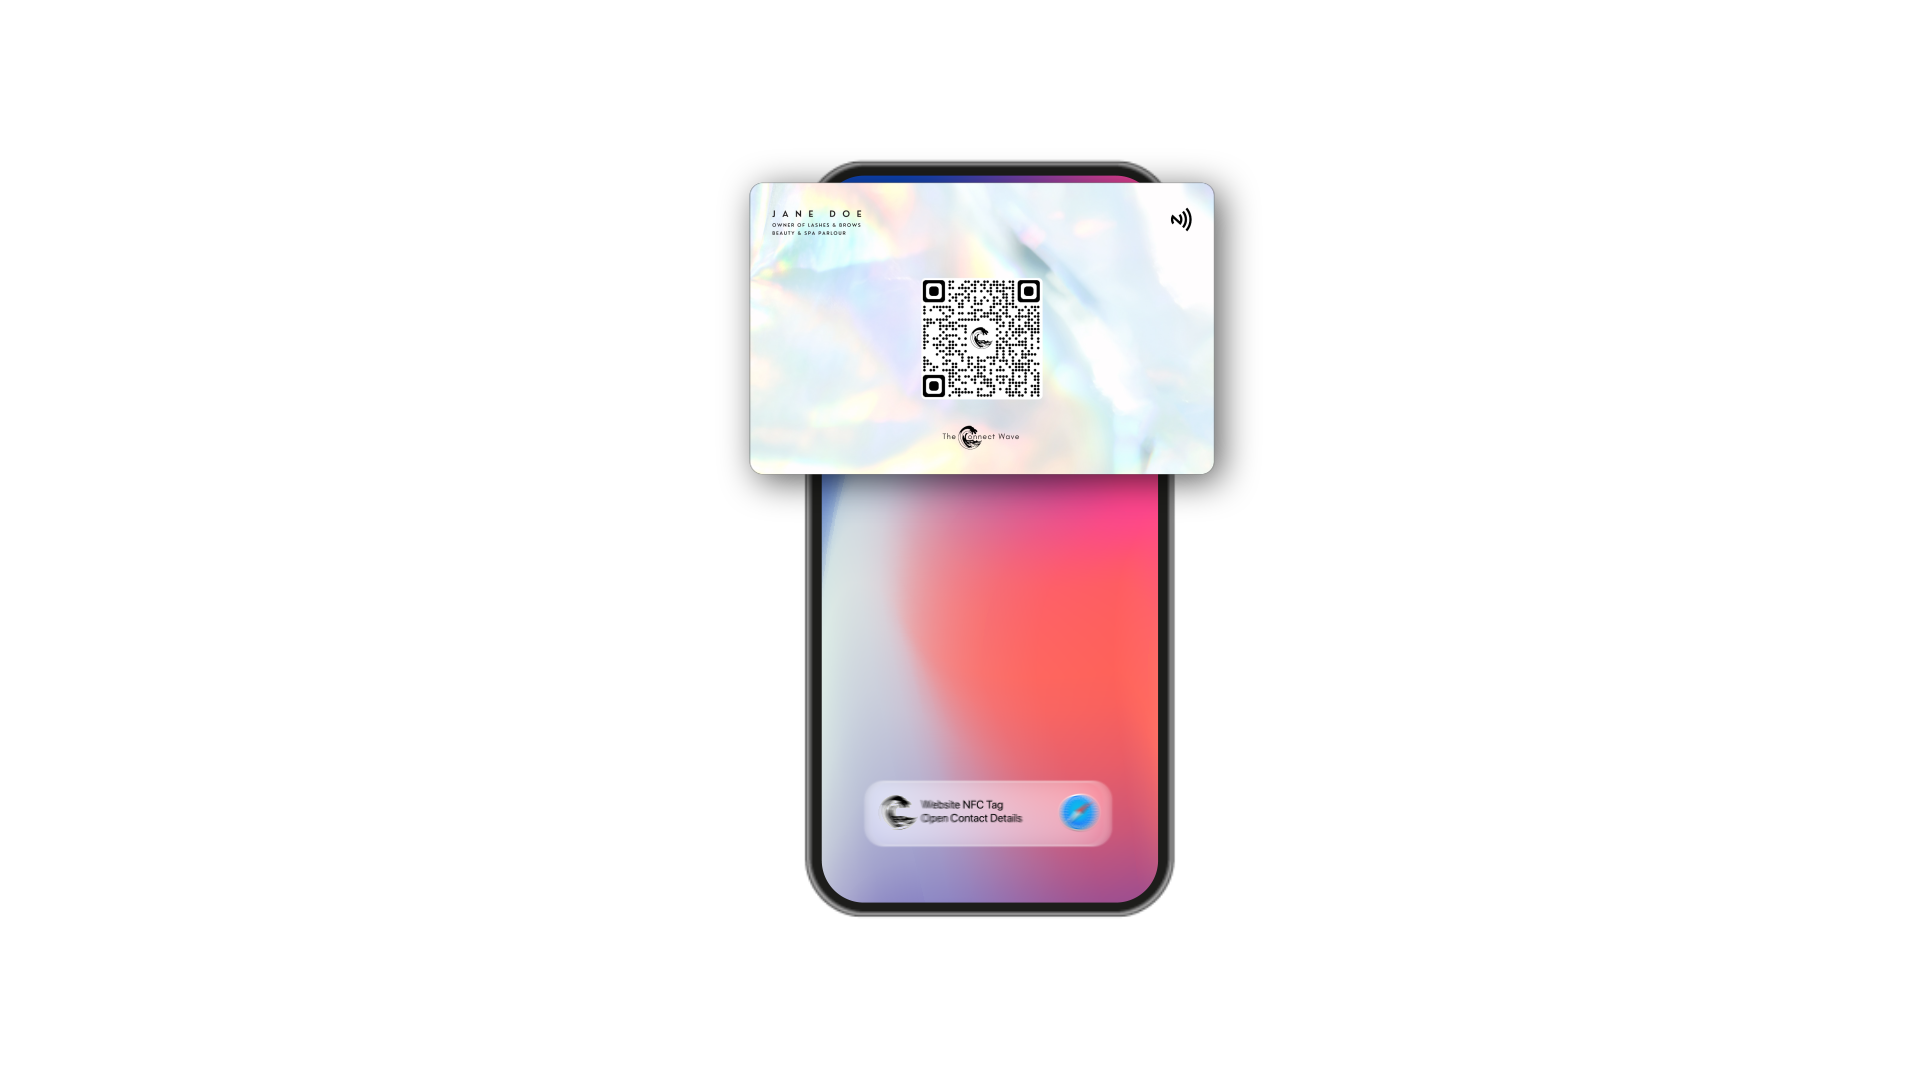 JANE DOE
OWNER OF LASHES & BROWS
BEAUTY & SPA PARLOUR
The Connect Wave
Website NFC Tag
Open Contact Details